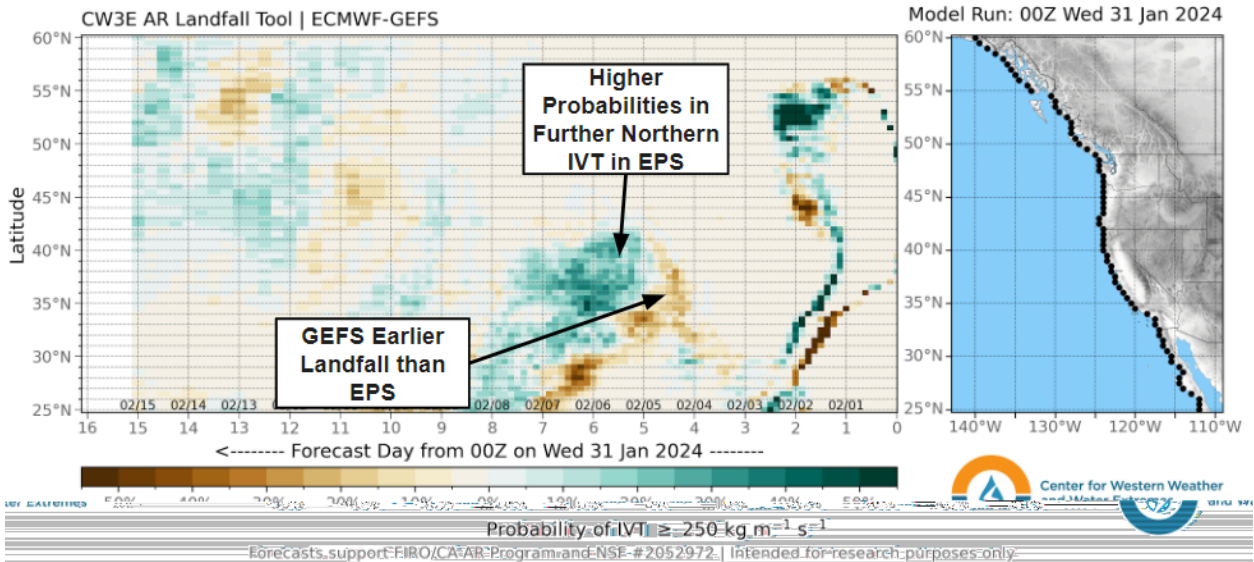 CW3E AR Landfall Tool | ECMWF-GEFS
Model Run: 00Z Wed 31 Jan 2024
60°N
55°N
50°N
45°N
40°N
35°N
30°N
25°N
Latitude
Higher
Probabilities in
Further Northern
IVT in EPS
GEFS Earlier
Landfall than
EPS
02/15 02/14 02/13 02/08 02/07 02/06 02/05 02/04 02/03 02/02 02/01
16 15 14 13 12 11 10 9 8 7 6 5 4 3 2 1 0
<-------- Forecast Day from 00Z on Wed 31 Jan 2024 --------
60°N
55°N
50°N
45°N
40°N
35°N
30°N
25°N
140°W 130°W 120°W 110°W
Center for Western Weather
and Water Extremes
Probability of IVT ≥ 250 kg m⁻¹ s⁻¹
Forecasts support FIRO/CA-AR Program and NSF #2052972 | Intended for research purposes only